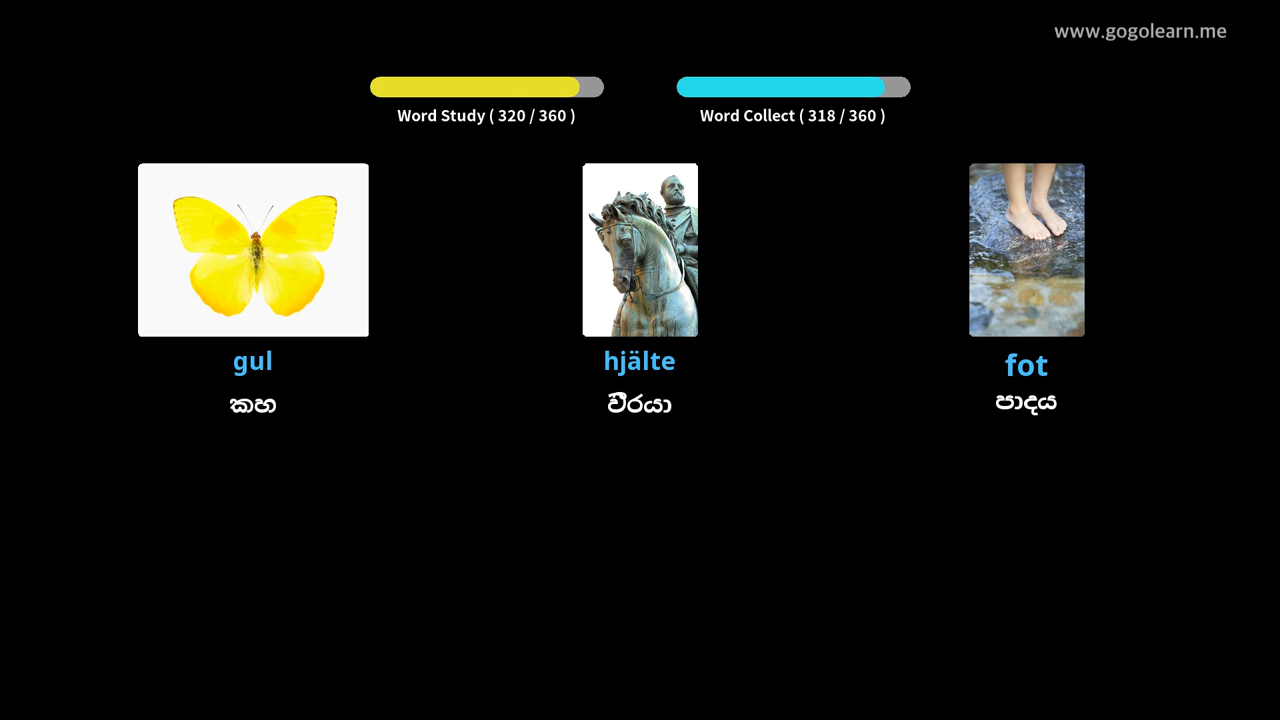 www.gogolearn.me
Word Study ( 320 / 360 )
Word Collect ( 318 / 360 )
gul
hjälte
fot
කහ
වීරයා
පාදය